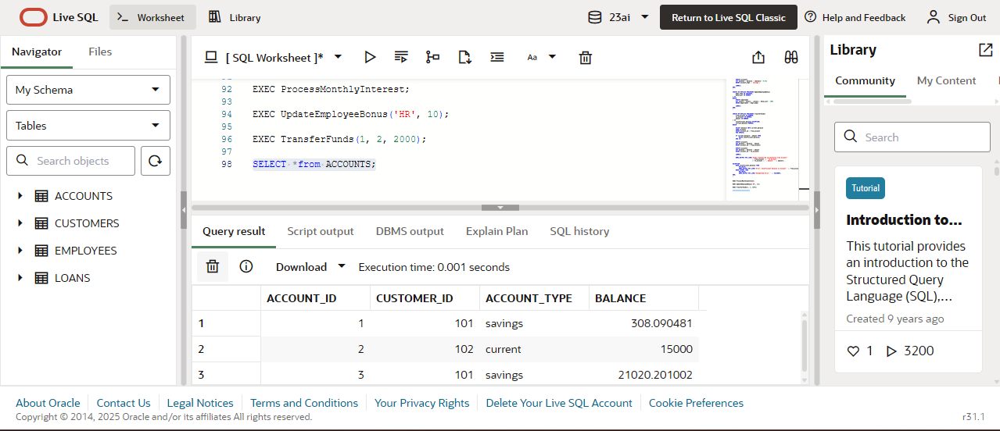 Live SQL
Worksheet
Library
23ai
Return to Live SQL Classic
Help and Feedback
Sign Out
Navigator
Files
My Schema
Tables
Search objects
ACCOUNTS
CUSTOMERS
EMPLOYEES
LOANS
[ SQL Worksheet ]*
Aa
92 EXEC ProcessMonthlyInterest;
93
94 EXEC UpdateEmployeeBonus('HR', 10);
95
96 EXEC TransferFunds(1, 2, 2000);
97
98 SELECT *from ACCOUNTS;
Query result
Script output
DBMS output
Explain Plan
SQL history
Download
Execution time: 0.001 seconds
ACCOUNT_ID CUSTOMER_ID ACCOUNT_TYPE BALANCE
1 1 101 savings 308.090481
2 2 102 current 15000
3 3 101 savings 21020.201002
Library
Community
My Content
Search
Tutorial
Introduction to...
This tutorial provides
an introduction to the
Structured Query
Language (SQL),...
Created 9 years ago
1 3200
About Oracle
Contact Us
Legal Notices
Terms and Conditions
Your Privacy Rights
Delete Your Live SQL Account
Cookie Preferences
Copyright © 2014, 2025 Oracle and/or its affiliates All rights reserved.
r31.1